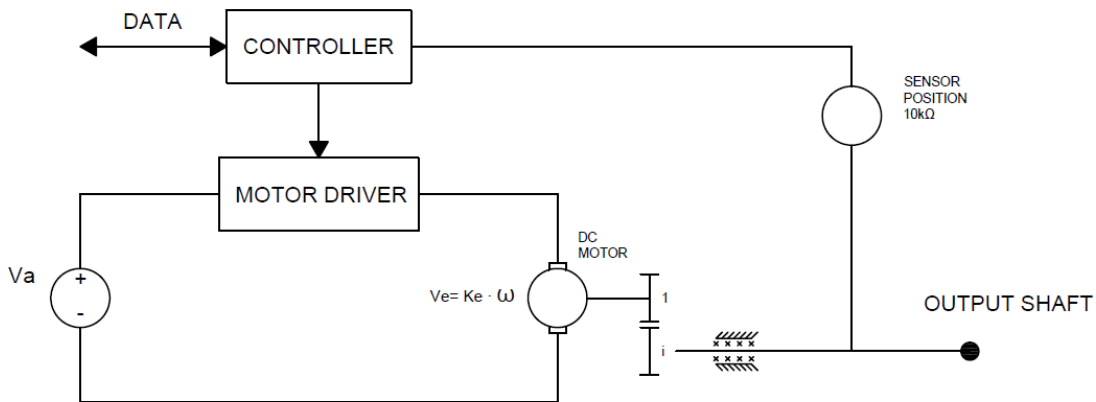 DATA
CONTROLLER
SENSOR
POSITION
10kΩ
MOTOR DRIVER
DC
MOTOR
Va
+
-
Ve= Ke · ω
1
i
OUTPUT SHAFT